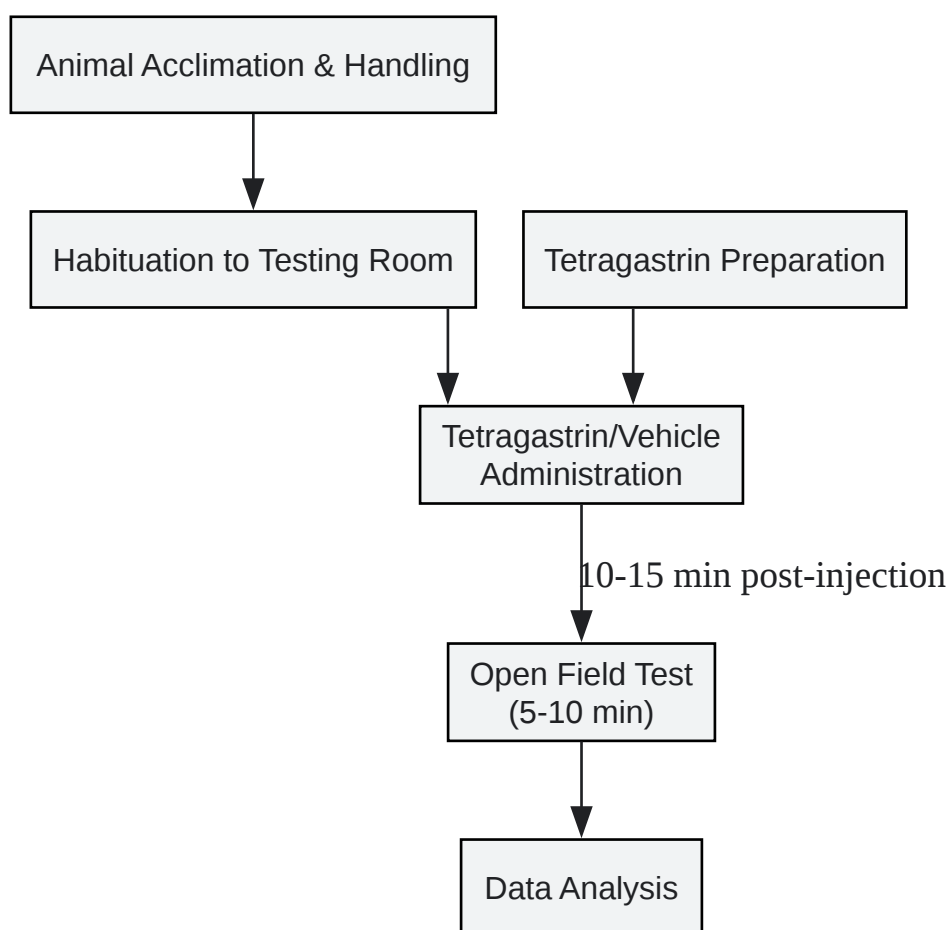 Animal Acclimation & Handling
Habituation to Testing Room
Tetragastrin Preparation
Tetragastrin/Vehicle
Administration
10-15 min post-injection
Open Field Test
(5-10 min)
Data Analysis